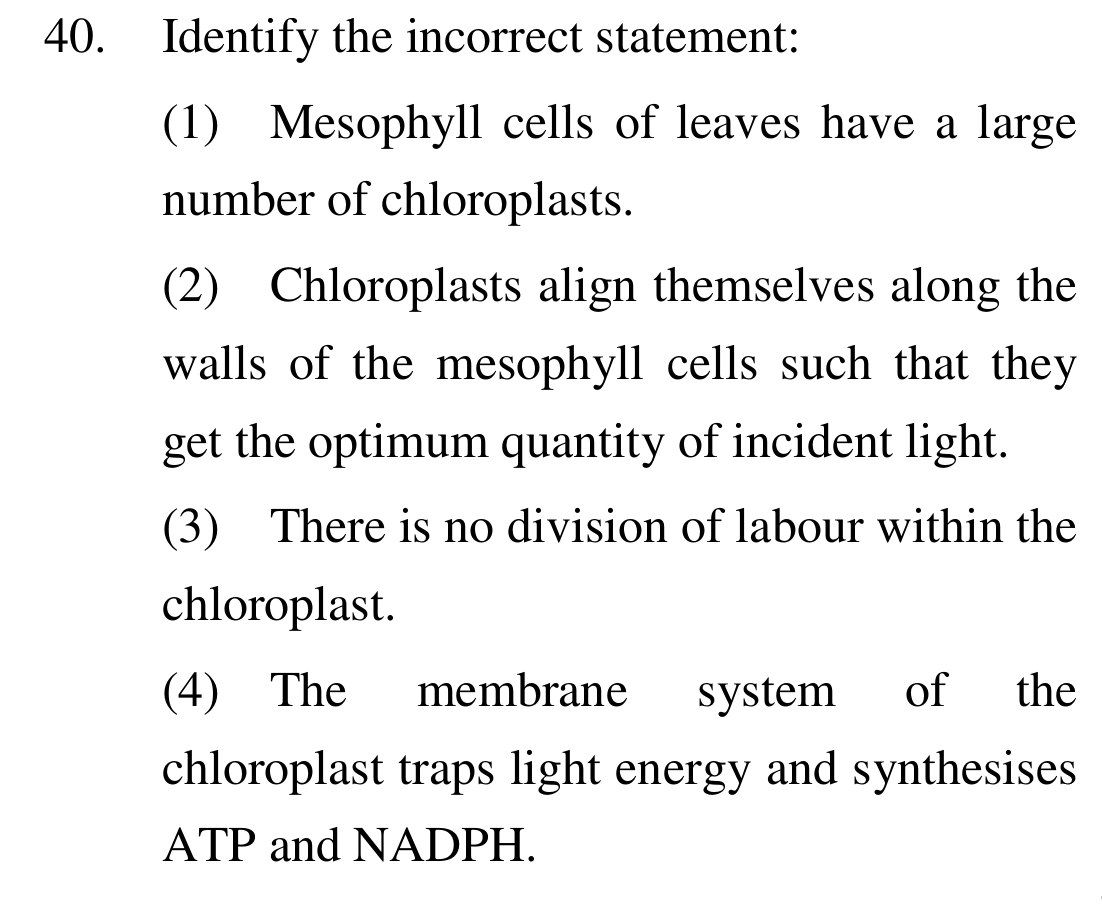 40. Identify the incorrect statement:
(1) Mesophyll cells of leaves have a large
number of chloroplasts.
(2) Chloroplasts align themselves along the
walls of the mesophyll cells such that they
get the optimum quantity of incident light.
(3) There is no division of labour within the
chloroplast.
(4) The membrane system of the
chloroplast traps light energy and synthesises
ATP and NADPH.